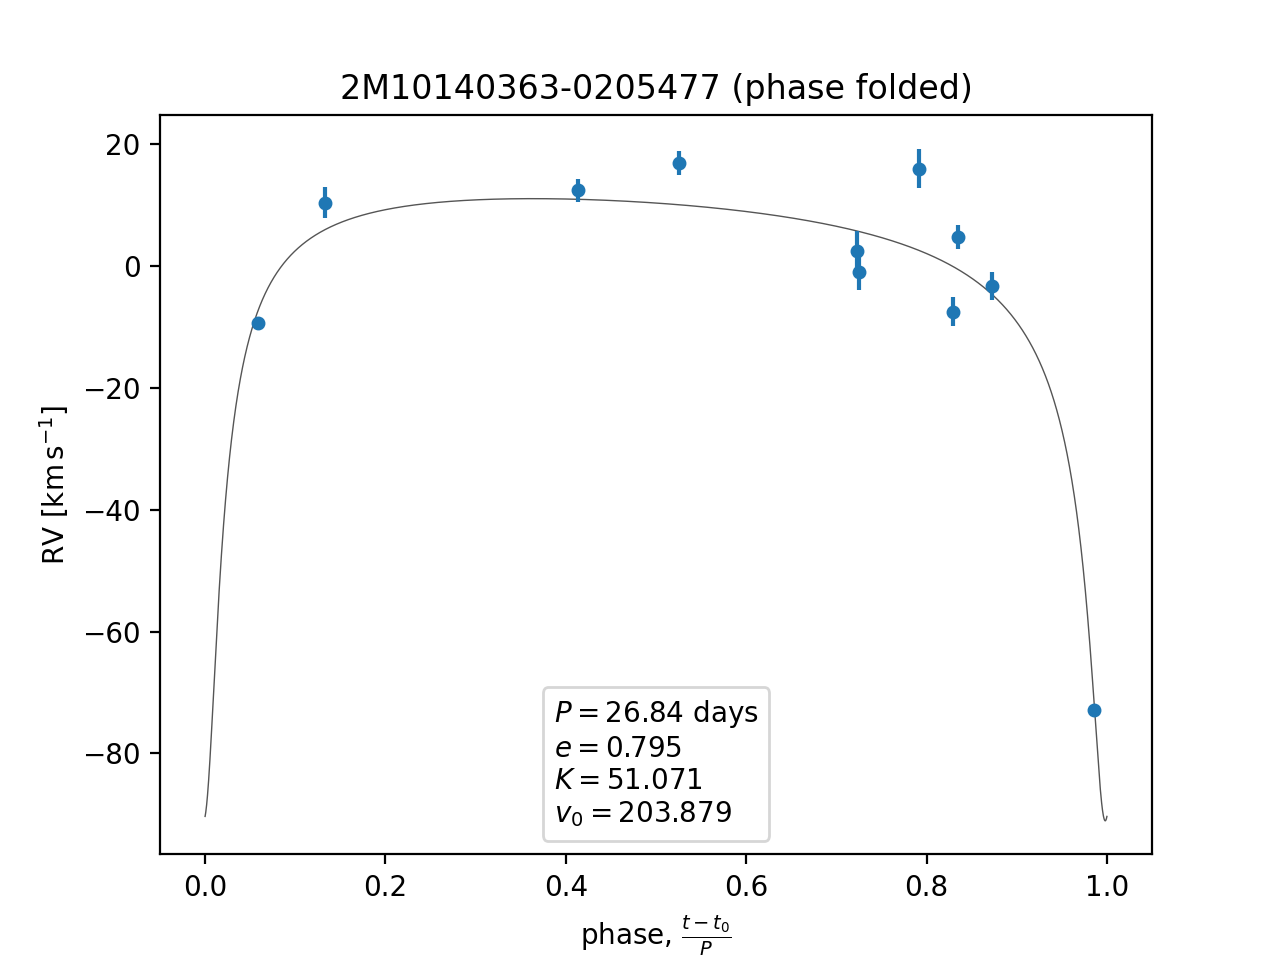 2M10140363-0205477 (phase folded)
20
0
−20
−40
−60
−80
RV [km s⁻¹]
P = 26.84 days
e = 0.795
K = 51.071
v₀ = 203.879
0.0 0.2 0.4 0.6 0.8 1.0
phase, (t − t₀)/P